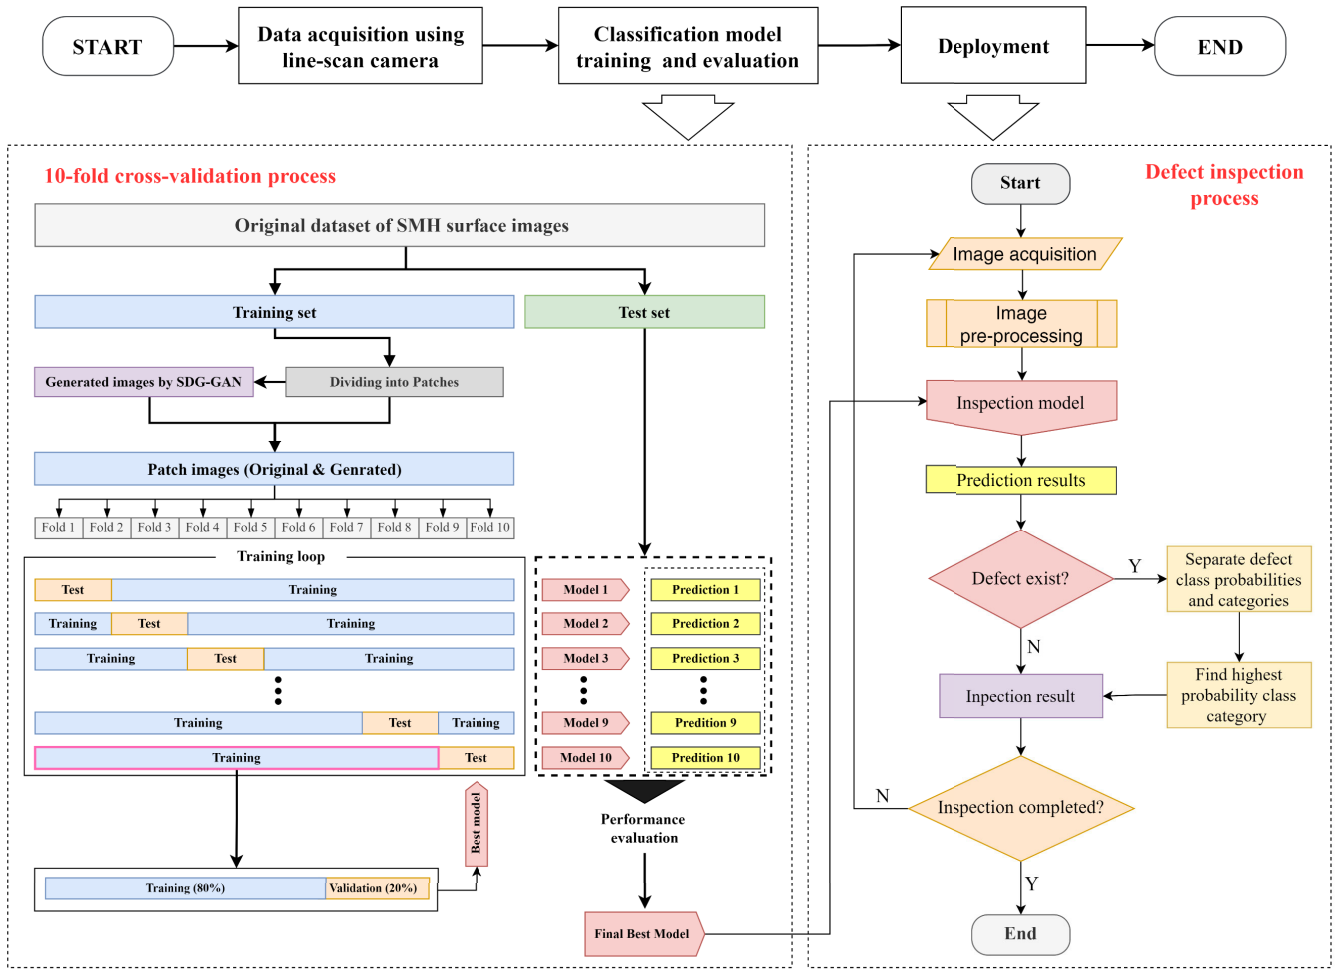 START
Data acquisition using
line-scan camera
Classification model
training and evaluation
Deployment
END
10-fold cross-validation process
Original dataset of SMH surface images
Training set
Test set
Generated images by SDG-GAN
Dividing into Patches
Patch images (Original & Genrated)
Fold 1 Fold 2 Fold 3 Fold 4 Fold 5 Fold 6 Fold 7 Fold 8 Fold 9 Fold 10
Training loop
Test Training
Training Test Training
Training Test Training
Training Test Training
Training Test
Model 1 Prediction 1
Model 2 Prediction 2
Model 3 Prediction 3
Model 9 Predition 9
Model 10 Predition 10
Best model
Training (80%) Validation (20%)
Performance
evaluation
Final Best Model
Defect inspection
process
Start
Image acquisition
Image
pre-processing
Inspection model
Prediction results
Defect exist?
Y
Separate defect
class probabilities
and categories
N
Find highest
probability class
category
Inpection result
Inspection completed?
N
Y
End